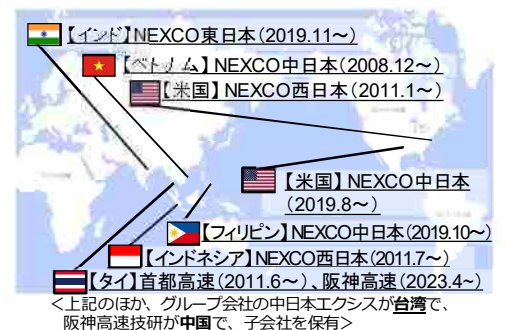 【インド】NEXCO東日本(2019.11～)
【ベトナム】NEXCO中日本(2008.12～)
【米国】NEXCO西日本(2011.1～)
【米国】NEXCO中日本
(2019.8～)
【フィリピン】NEXCO中日本(2019.10～)
【インドネシア】NEXCO西日本(2011.7～)
【タイ】首都高速(2011.6～)、阪神高速(2023.4~)
＜上記のほか、グループ会社の中日本エクシスが台湾で、
阪神高速技研が中国で、子会社を保有＞